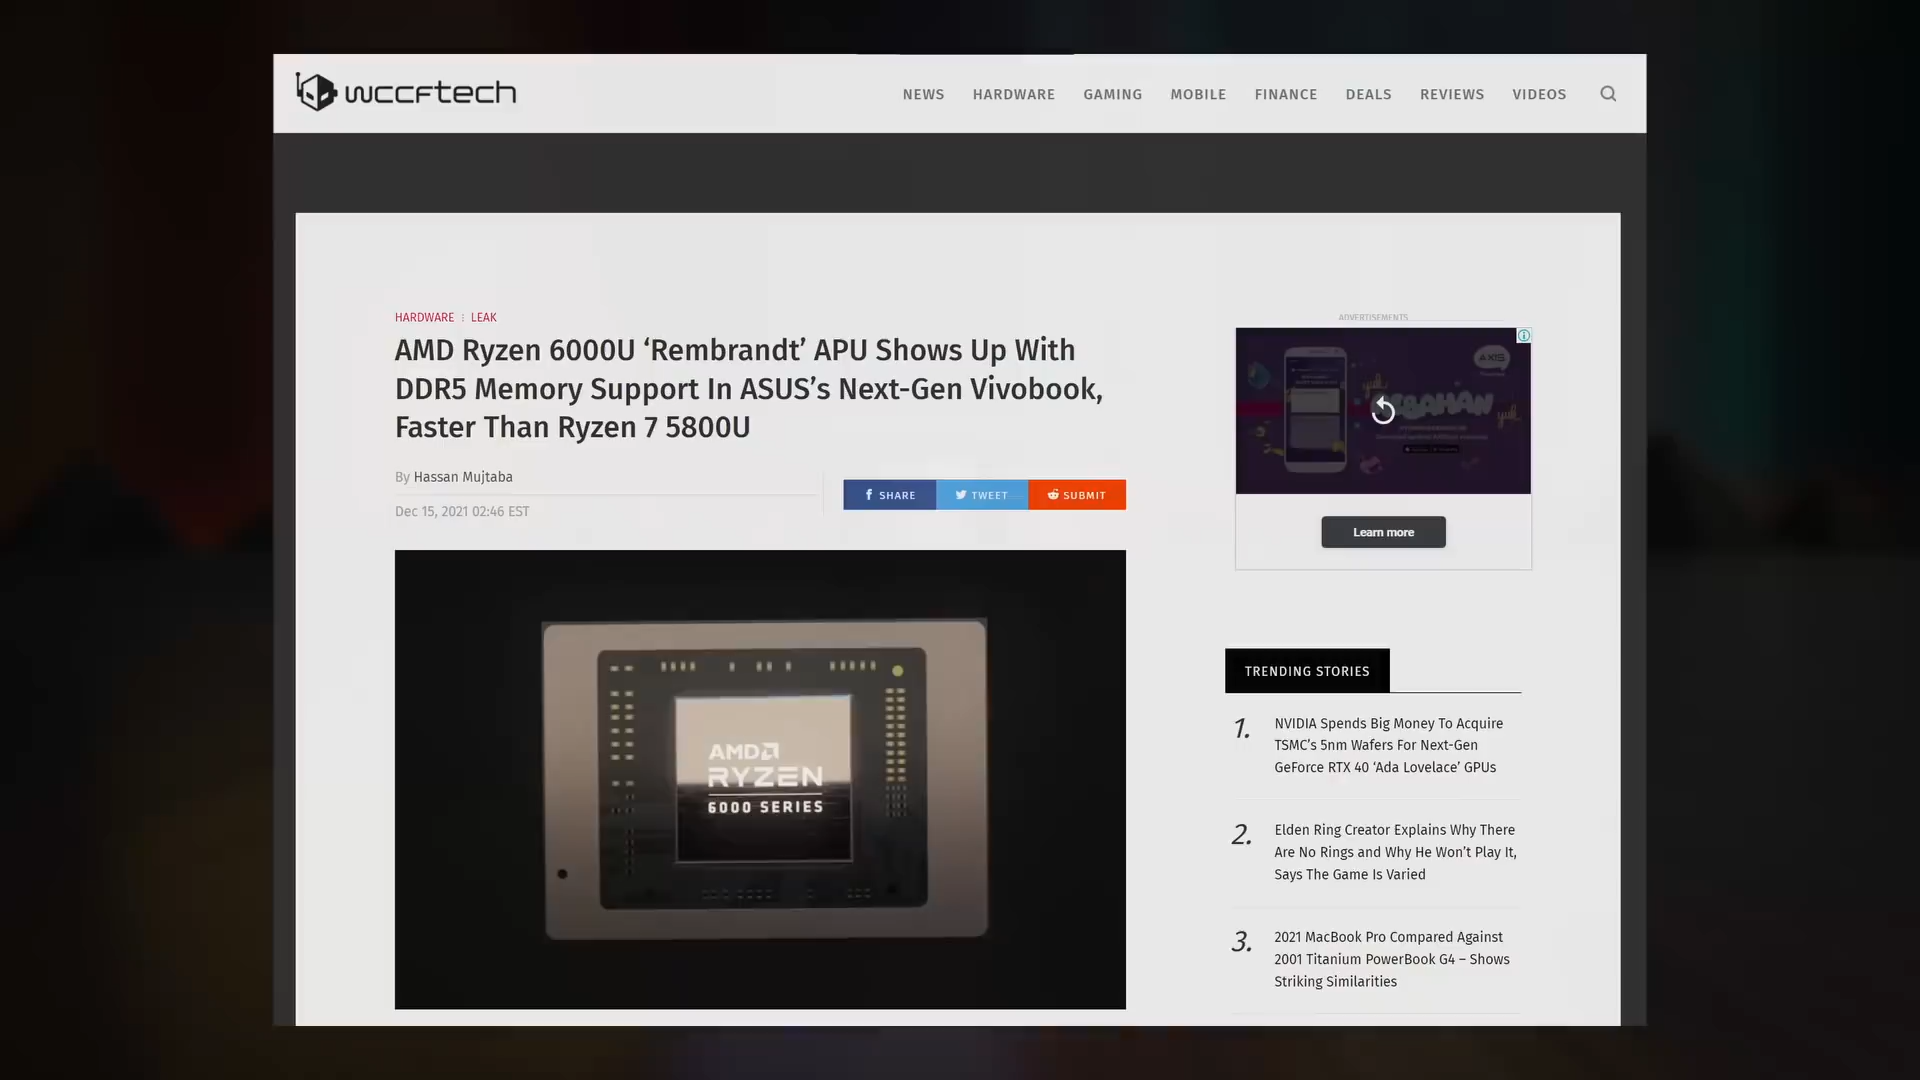 wccftech
NEWS HARDWARE GAMING MOBILE FINANCE DEALS REVIEWS VIDEOS
HARDWARE : LEAK
AMD Ryzen 6000U ‘Rembrandt’ APU Shows Up With
DDR5 Memory Support In ASUS’s Next-Gen Vivobook,
Faster Than Ryzen 7 5800U
By Hassan Mujtaba
Dec 15, 2021 02:46 EST
SHARE
TWEET
SUBMIT
AMD
RYZEN
6000 SERIES
ADVERTISEMENTS
AXIS
Learn more
TRENDING STORIES
1. NVIDIA Spends Big Money To Acquire
TSMC’s 5nm Wafers For Next-Gen
GeForce RTX 40 ‘Ada Lovelace’ GPUs
2. Elden Ring Creator Explains Why There
Are No Rings and Why He Won’t Play It,
Says The Game Is Varied
3. 2021 MacBook Pro Compared Against
2001 Titanium PowerBook G4 – Shows
Striking Similarities